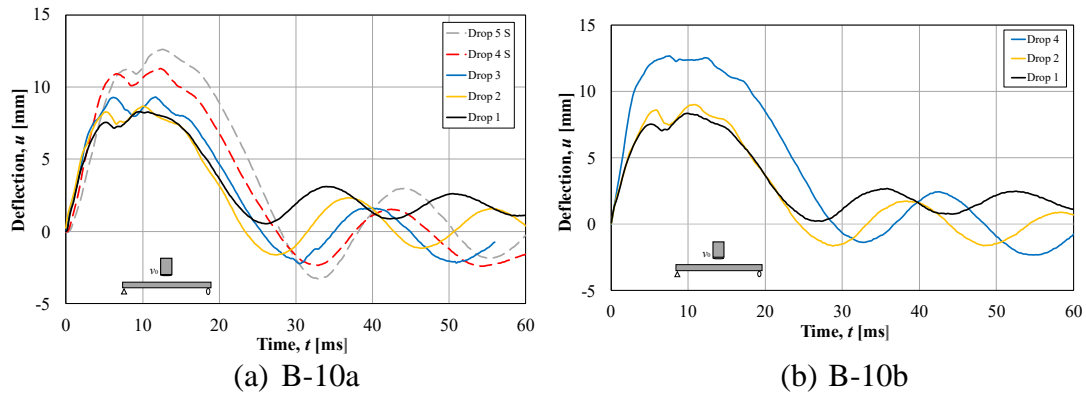 15
10
5
0
-5
Deflection, u [mm]
Drop 5 S
Drop 4 S
Drop 3
Drop 2
Drop 1
v₀
0 10 20 30 40 50 60
Time, t [ms]
(a) B-10a
15
10
5
0
-5
Deflection, u [mm]
Drop 4
Drop 2
Drop 1
v₀
0 10 20 30 40 50 60
Time, t [ms]
(b) B-10b